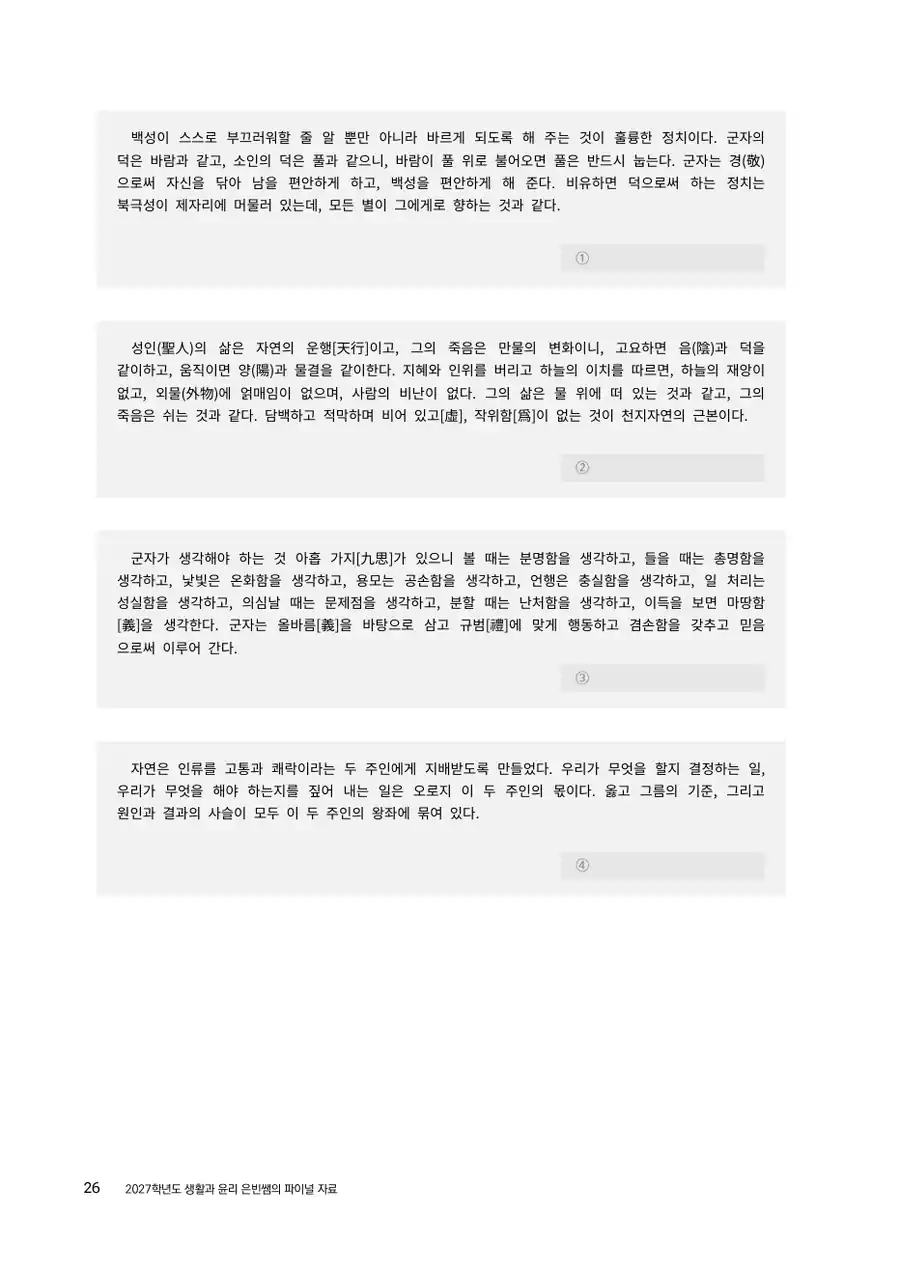 백성이 스스로 부끄러워할 줄 알 뿐만 아니라 바르게 되도록 해 주는 것이 훌륭한 정치이다. 군자의
덕은 바람과 같고, 소인의 덕은 풀과 같으니, 바람이 풀 위로 불어오면 풀은 반드시 눕는다. 군자는 경(敬)
으로써 자신을 닦아 남을 편안하게 하고, 백성을 편안하게 해 준다. 비유하면 덕으로써 하는 정치는
북극성이 제자리에 머물러 있는데, 모든 별이 그에게로 향하는 것과 같다.
①
성인(聖人)의 삶은 자연의 운행[天行]이고, 그의 죽음은 만물의 변화이니, 고요하면 음(陰)과 덕을
같이하고, 움직이면 양(陽)과 물결을 같이한다. 지혜와 인위를 버리고 하늘의 이치를 따르면, 하늘의 재앙이
없고, 외물(外物)에 얽매임이 없으며, 사람의 비난이 없다. 그의 삶은 물 위에 떠 있는 것과 같고, 그의
죽음은 쉬는 것과 같다. 담백하고 적막하며 비어 있고[虛], 작위함[爲]이 없는 것이 천지자연의 근본이다.
②
군자가 생각해야 하는 것 아홉 가지[九思]가 있으니 볼 때는 분명함을 생각하고, 들을 때는 총명함을
생각하고, 낯빛은 온화함을 생각하고, 용모는 공손함을 생각하고, 언행은 충실함을 생각하고, 일 처리는
성실함을 생각하고, 의심날 때는 문제점을 생각하고, 분할 때는 난처함을 생각하고, 이득을 보면 마땅함
[義]을 생각한다. 군자는 올바름[義]을 바탕으로 삼고 규범[禮]에 맞게 행동하고 겸손함을 갖추고 믿음
으로써 이루어 간다.
③
자연은 인류를 고통과 쾌락이라는 두 주인에게 지배받도록 만들었다. 우리가 무엇을 할지 결정하는 일,
우리가 무엇을 해야 하는지를 짚어 내는 일은 오로지 이 두 주인의 몫이다. 옳고 그름의 기준, 그리고
원인과 결과의 사슬이 모두 이 두 주인의 왕좌에 묶여 있다.
④
26 2027학년도 생활과 윤리 은빈쌤의 파이널 자료